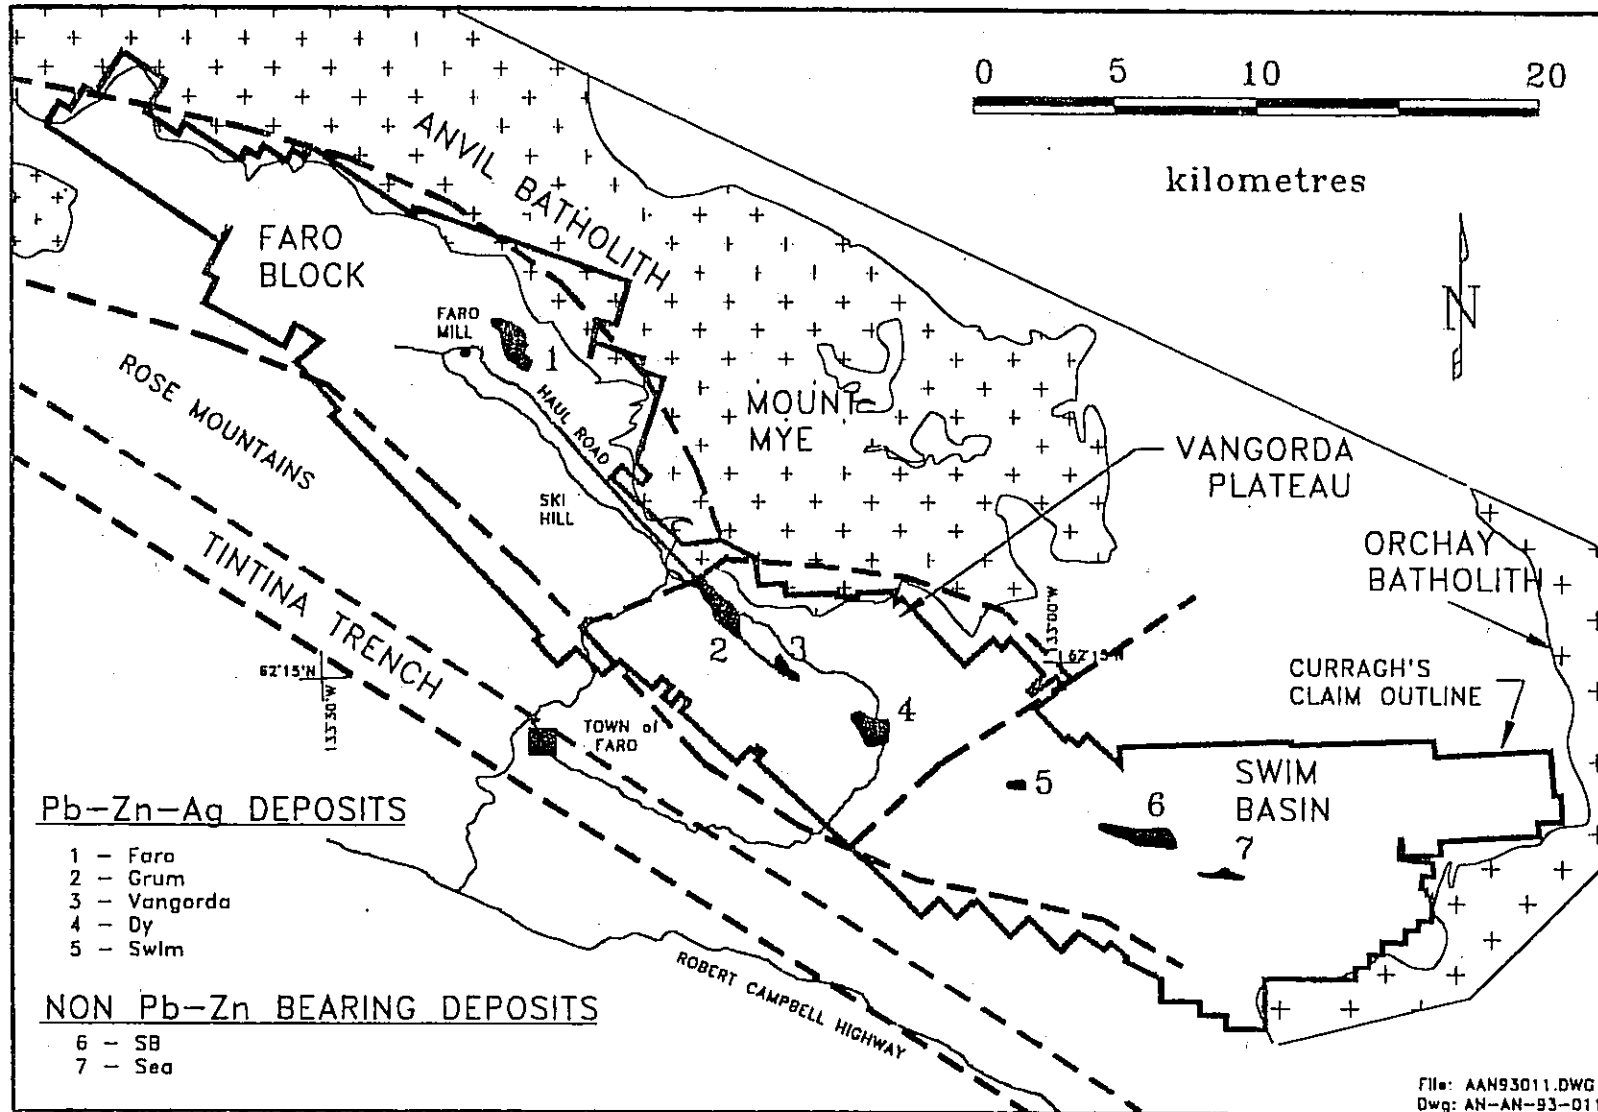 0 5 10 20
kilometres
N
ANVIL BATHOLITH
FARO
BLOCK
FARO
MILL
1
HAUL ROAD
ROSE MOUNTAINS
MOUNT
MYE
VANGORDA
PLATEAU
SKI
HILL
TINTINA TRENCH
ORCHAY
BATHOLITH
2
3
133°00'W
62°15'N
62°15'N
133°30'W
CURRAGH'S
CLAIM OUTLINE
4
TOWN of
FARO
5
SWIM
BASIN
6
7
Pb-Zn-Ag DEPOSITS
1 - Faro
2 - Grum
3 - Vangorda
4 - Dy
5 - Swim
NON Pb-Zn BEARING DEPOSITS
6 - SB
7 - Sea
ROBERT CAMPBELL HIGHWAY
File: AAN93011.DWG
Dwg: AN-AN-93-011